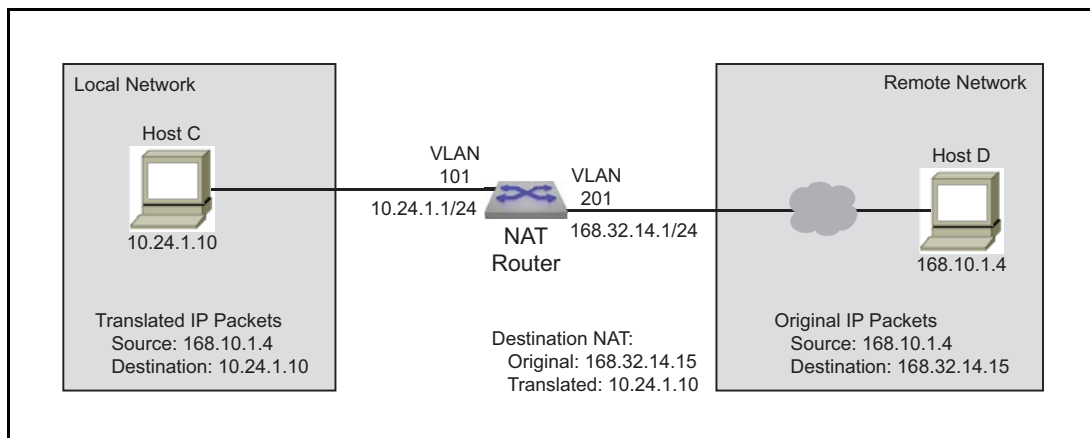 Local Network
Host C
10.24.1.10
Translated IP Packets
Source: 168.10.1.4
Destination: 10.24.1.10
VLAN
101
10.24.1.1/24
NAT
Router
VLAN
201
168.32.14.1/24
Destination NAT:
Original: 168.32.14.15
Translated: 10.24.1.10
Remote Network
Host D
168.10.1.4
Original IP Packets
Source: 168.10.1.4
Destination: 168.32.14.15